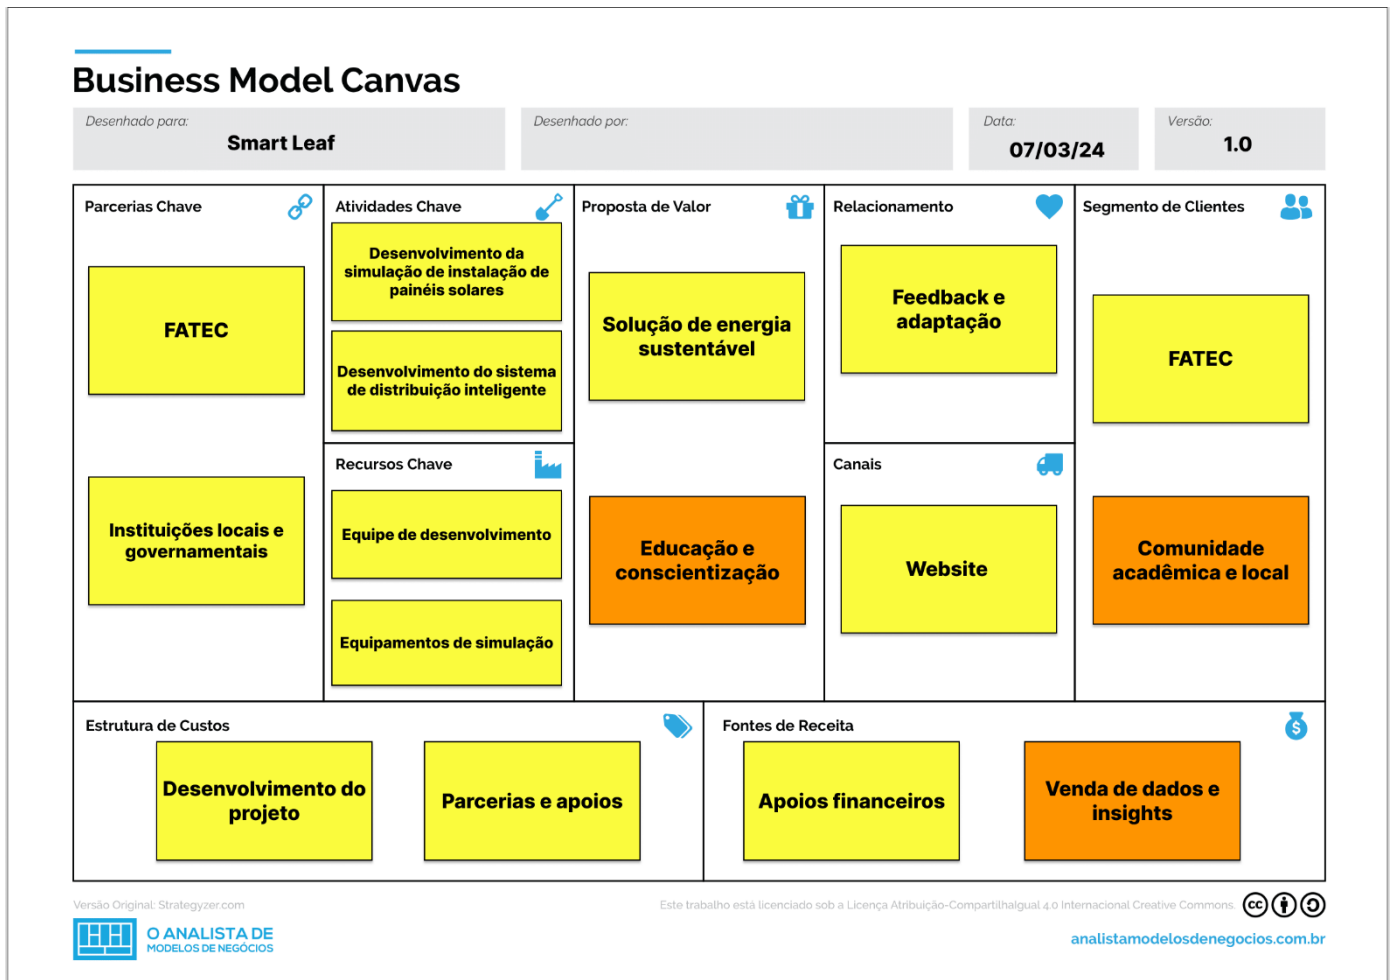 Business Model Canvas
Desenhado para:
Smart Leaf
Desenhado por:
Data:
07/03/24
Versão:
1.0
Parcerias Chave
FATEC
Instituições locais e
governamentais
Atividades Chave
Desenvolvimento da
simulação de instalação de
painéis solares
Desenvolvimento do sistema
de distribuição inteligente
Recursos Chave
Equipe de desenvolvimento
Equipamentos de simulação
Proposta de Valor
Solução de energia
sustentável
Educação e
conscientização
Relacionamento
Feedback e
adaptação
Canais
Website
Segmento de Clientes
FATEC
Comunidade
acadêmica e local
Estrutura de Custos
Desenvolvimento do
projeto
Parcerias e apoios
Fontes de Receita
$
Apoios financeiros
Venda de dados e
insights
Versão Original: Strategyzer.com
Este trabalho está licenciado sob a Licença Atribuição-CompartilhaIgual 4.0 Internacional Creative Commons.
cc
O ANALISTA DE
MODELOS DE NEGÓCIOS
analistamodelosdenegocios.com.br